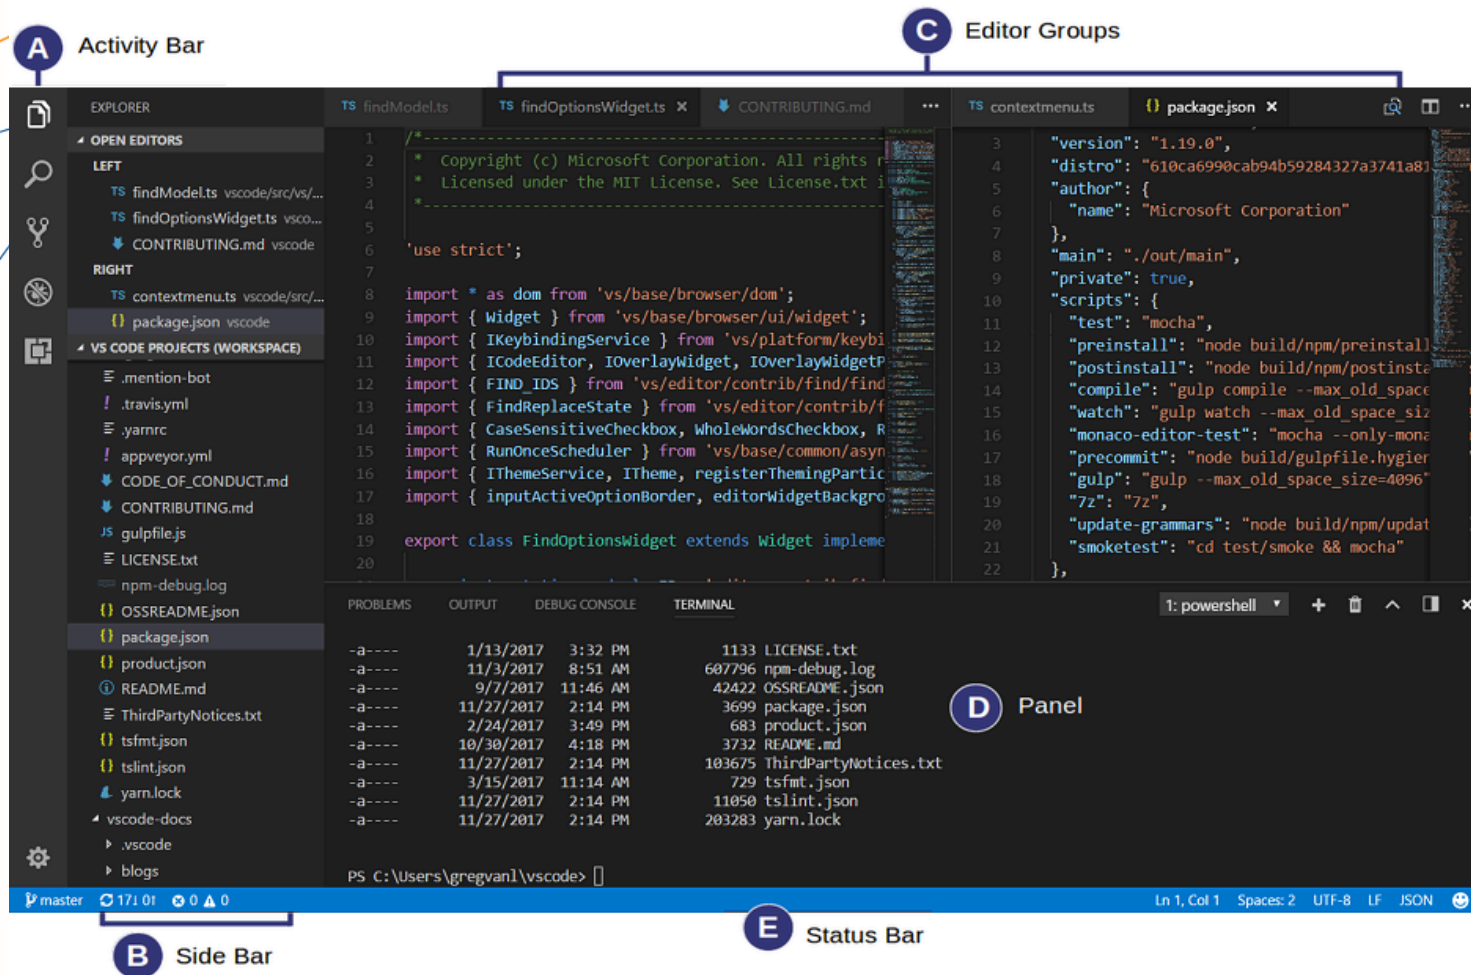 A Activity Bar
C Editor Groups
EXPLORER
OPEN EDITORS
LEFT
TS findModel.ts vscode/src/vs/...
TS findOptionsWidget.ts vsco...
CONTRIBUTING.md vscode
RIGHT
TS contextmenu.ts vscode/src/...
{} package.json vscode
VS CODE PROJECTS (WORKSPACE)
.mention-bot
! .travis.yml
.yarnrc
! appveyor.yml
CODE_OF_CONDUCT.md
CONTRIBUTING.md
JS gulpfile.js
LICENSE.txt
npm-debug.log
{} OSSREADME.json
{} package.json
{} product.json
README.md
ThirdPartyNotices.txt
{} tsfmt.json
{} tslint.json
yarn.lock
vscode-docs
.vscode
blogs
TS findModel.ts TS findOptionsWidget.ts × CONTRIBUTING.md ...
1 /*---------------------------------------------
2 * Copyright (c) Microsoft Corporation. All rights
3 * Licensed under the MIT License. See License.txt i
4 *---------------------------------------------
5
6 'use strict';
7
8 import * as dom from 'vs/base/browser/dom';
9 import { Widget } from 'vs/base/browser/ui/widget';
10 import { IKeybindingService } from 'vs/platform/keybi
11 import { ICodeEditor, IOverlayWidget, IOverlayWidgetP
12 import { FIND_IDS } from 'vs/editor/contrib/find/find
13 import { FindReplaceState } from 'vs/editor/contrib/f
14 import { CaseSensitiveCheckbox, WholeWordsCheckbox, R
15 import { RunOnceScheduler } from 'vs/base/common/asyn
16 import { IThemeService, ITheme, registerThemingPartic
17 import { inputActiveOptionBorder, editorWidgetBackgro
18
19 export class FindOptionsWidget extends Widget impleme
20
TS contextmenu.ts {} package.json ×
3 "version": "1.19.0",
4 "distro": "610ca6990cab94b59284327a3741a81
5 "author": {
6 "name": "Microsoft Corporation"
7 },
8 "main": "./out/main",
9 "private": true,
10 "scripts": {
11 "test": "mocha",
12 "preinstall": "node build/npm/preinstall
13 "postinstall": "node build/npm/postinsta
14 "compile": "gulp compile --max_old_space
15 "watch": "gulp watch --max_old_space_siz
16 "monaco-editor-test": "mocha --only-mona
17 "precommit": "node build/gulpfile.hygien
18 "gulp": "gulp --max_old_space_size=4096"
19 "7z": "7z",
20 "update-grammars": "node build/npm/updat
21 "smoketest": "cd test/smoke && mocha"
22 },
PROBLEMS OUTPUT DEBUG CONSOLE TERMINAL 1: powershell
-a---- 1/13/2017 3:32 PM 1133 LICENSE.txt
-a---- 11/3/2017 8:51 AM 607796 npm-debug.log
-a---- 9/7/2017 11:46 AM 42422 OSSREADME.json
-a---- 11/27/2017 2:14 PM 3699 package.json
-a---- 2/24/2017 3:49 PM 683 product.json
-a---- 10/30/2017 4:18 PM 3732 README.md
-a---- 11/27/2017 2:14 PM 103675 ThirdPartyNotices.txt
-a---- 3/15/2017 11:14 AM 729 tsfmt.json
-a---- 11/27/2017 2:14 PM 11050 tslint.json
-a---- 11/27/2017 2:14 PM 203283 yarn.lock
PS C:\Users\gregvanl\vscode>
D Panel
master 17↓ 0↑ 0 0 Ln 1, Col 1 Spaces: 2 UTF-8 LF JSON
B Side Bar
E Status Bar